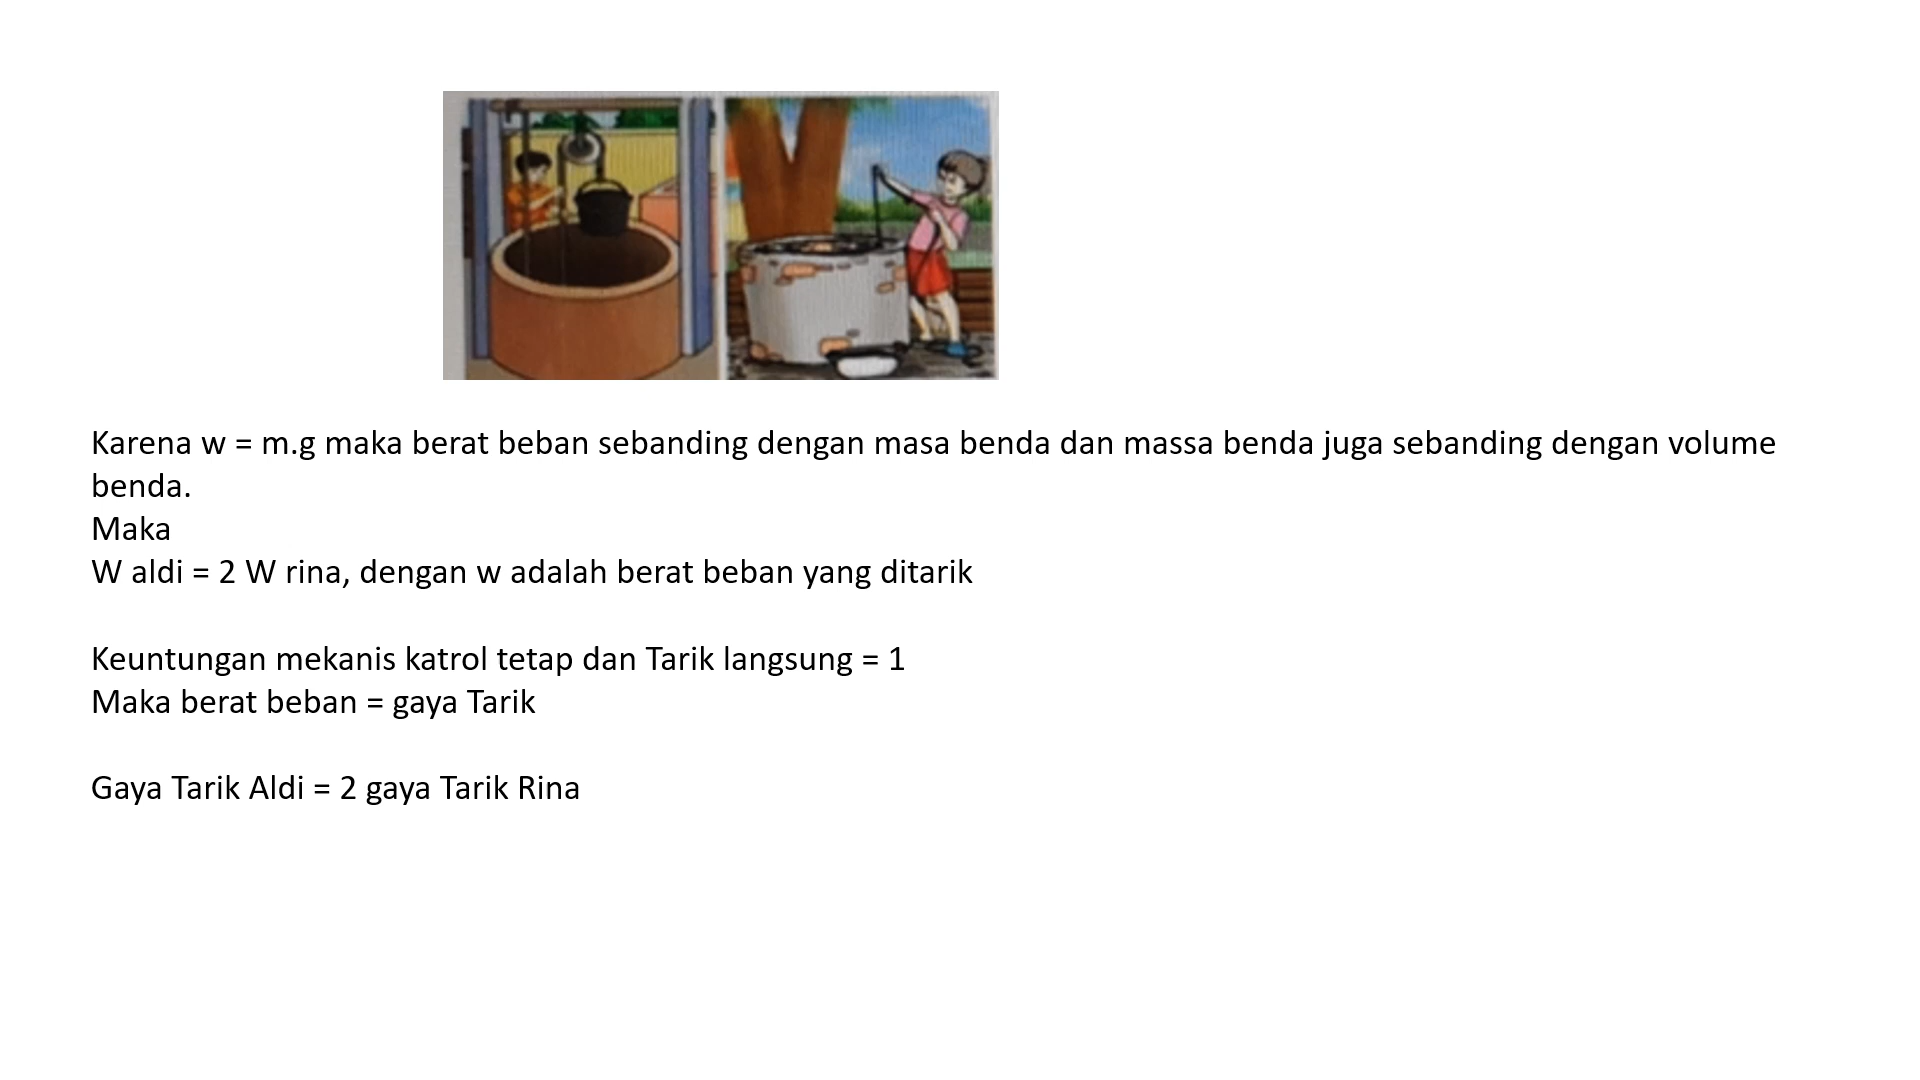 Karena w = m.g maka berat beban sebanding dengan masa benda dan massa benda juga sebanding dengan volume
benda.
Maka
W aldi = 2 W rina, dengan w adalah berat beban yang ditarik
Keuntungan mekanis katrol tetap dan Tarik langsung = 1
Maka berat beban = gaya Tarik
Gaya Tarik Aldi = 2 gaya Tarik Rina